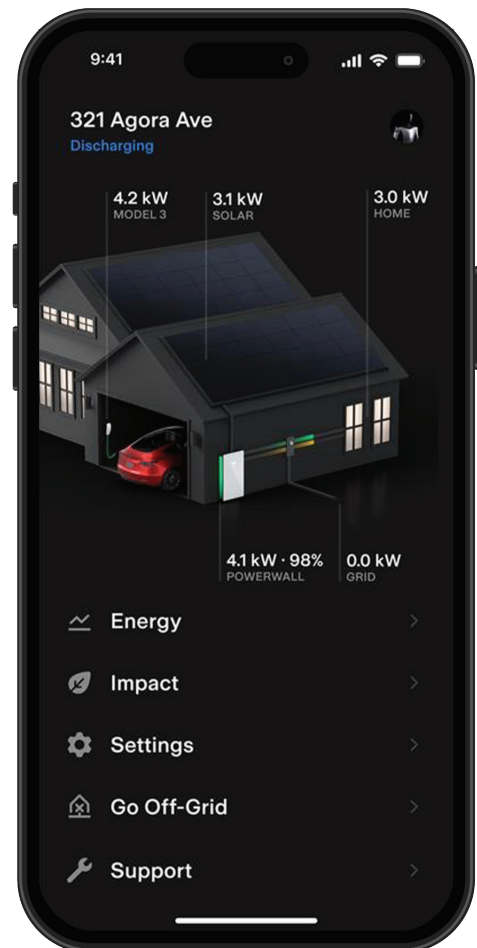 9:41
321 Agora Ave
Discharging
4.2 kW
MODEL 3
3.1 kW
SOLAR
3.0 kW
HOME
4.1 kW · 98%
POWERWALL
0.0 kW
GRID
Energy
Impact
Settings
Go Off-Grid
Support